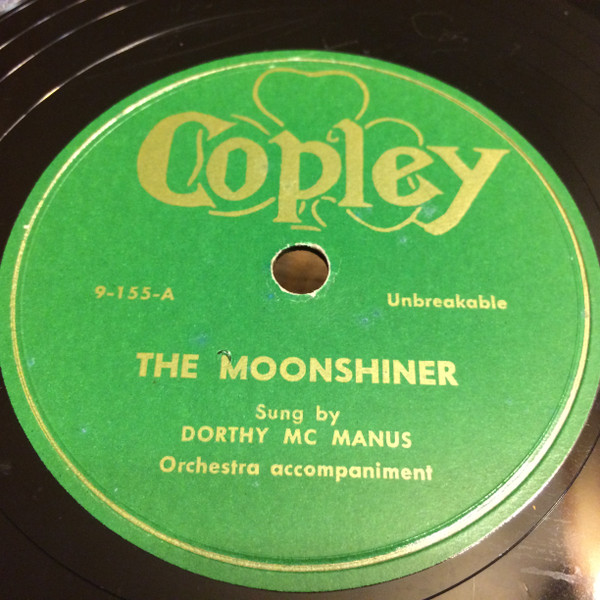 Copley
9-155-A Unbreakable
THE MOONSHINER
Sung by
DORTHY MC MANUS
Orchestra accompaniment